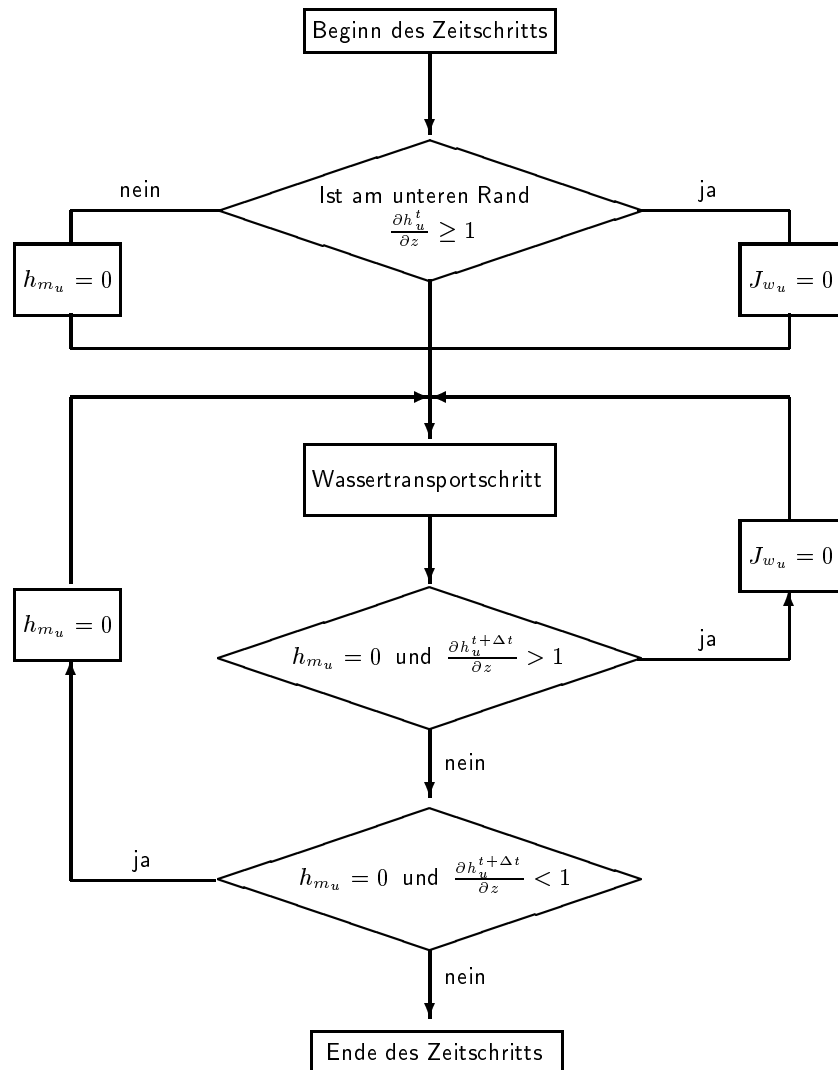 Beginn des Zeitschritts
nein
Ist am unteren Rand
ja
∂h_u^t/∂z ≥ 1
h_{m_u} = 0
J_{w_u} = 0
Wassertransportschritt
J_{w_u} = 0
h_{m_u} = 0
h_{m_u} = 0 und ∂h_u^{t+Δt}/∂z > 1
ja
nein
ja
h_{m_u} = 0 und ∂h_u^{t+Δt}/∂z < 1
nein
Ende des Zeitschritts